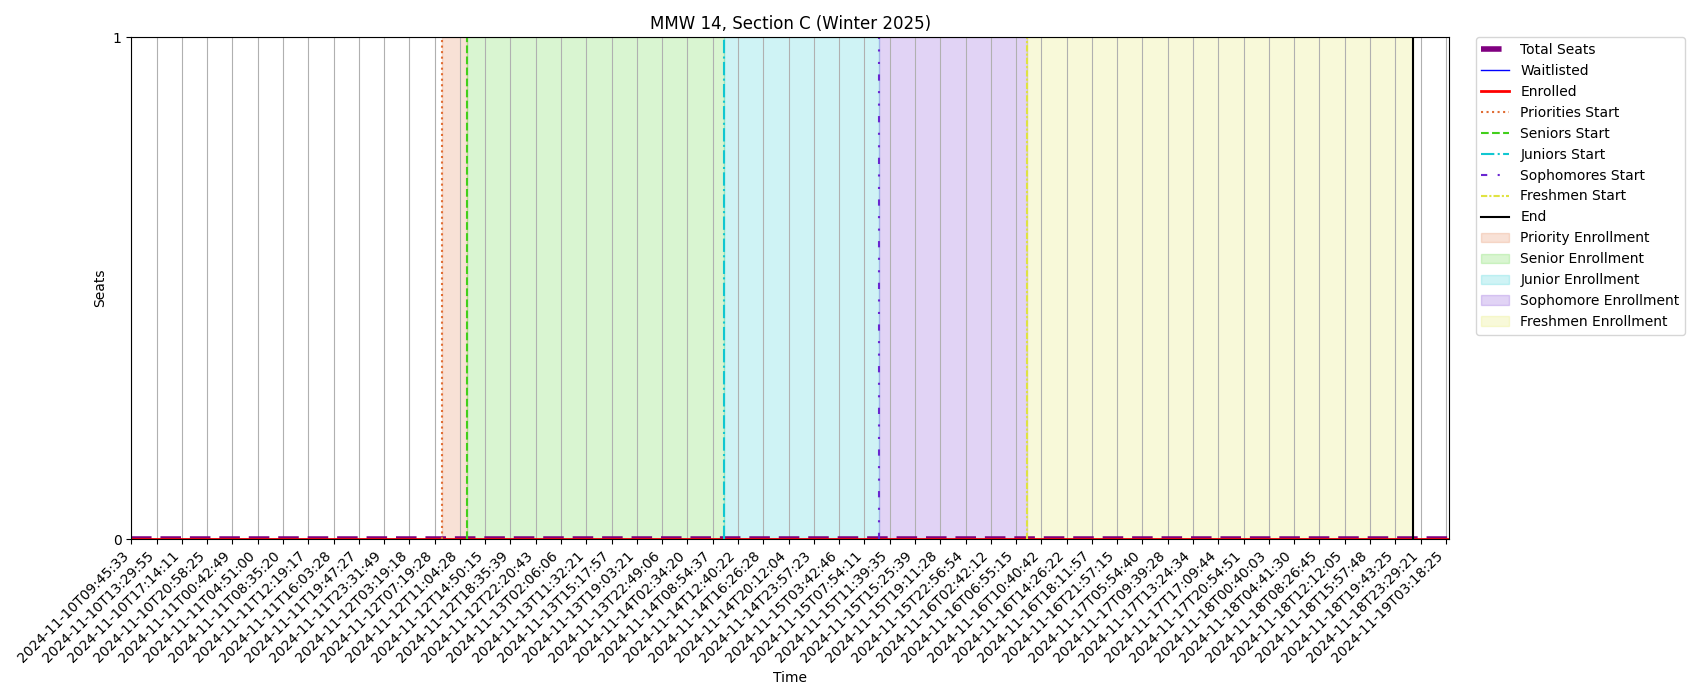 MMW 14, Section C (Winter 2025)
1
0
Seats
2024-11-10T09:45:33
2024-11-10T13:29:55
2024-11-10T17:14:11
2024-11-10T20:58:25
2024-11-11T00:42:49
2024-11-11T04:51:00
2024-11-11T08:35:20
2024-11-11T12:19:17
2024-11-11T16:03:28
2024-11-11T19:47:27
2024-11-11T23:31:49
2024-11-12T03:19:18
2024-11-12T07:19:28
2024-11-12T11:04:28
2024-11-12T14:50:15
2024-11-12T18:35:39
2024-11-12T22:20:43
2024-11-13T02:06:06
2024-11-13T11:32:21
2024-11-13T15:17:57
2024-11-13T19:03:21
2024-11-13T22:49:06
2024-11-14T02:34:20
2024-11-14T08:54:37
2024-11-14T12:40:22
2024-11-14T16:26:28
2024-11-14T20:12:04
2024-11-14T23:57:23
2024-11-15T03:42:46
2024-11-15T07:54:11
2024-11-15T11:39:35
2024-11-15T15:25:39
2024-11-15T19:11:28
2024-11-15T22:56:54
2024-11-16T02:42:12
2024-11-16T06:55:15
2024-11-16T10:40:42
2024-11-16T14:26:22
2024-11-16T18:11:57
2024-11-16T21:57:15
2024-11-17T05:54:40
2024-11-17T09:39:28
2024-11-17T13:24:34
2024-11-17T17:09:44
2024-11-17T20:54:51
2024-11-18T00:40:03
2024-11-18T04:41:30
2024-11-18T08:26:45
2024-11-18T12:12:05
2024-11-18T15:57:48
2024-11-18T19:43:25
2024-11-18T23:29:21
2024-11-19T03:18:25
Time
Total Seats
Waitlisted
Enrolled
Priorities Start
Seniors Start
Juniors Start
Sophomores Start
Freshmen Start
End
Priority Enrollment
Senior Enrollment
Junior Enrollment
Sophomore Enrollment
Freshmen Enrollment